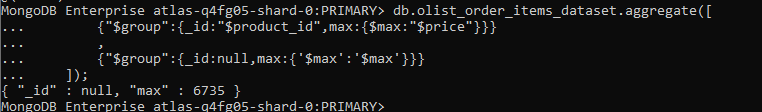 MongoDB Enterprise atlas-q4fg05-shard-0:PRIMARY> db.olist_order_items_dataset.aggregate([
...     {"$group":{_id:"$product_id",max:{$max:"$price"}}}
...     ,
...     {"$group":{_id:null,max:{'$max':'$max'}}}
...     ]);
{ "_id" : null, "max" : 6735 }
MongoDB Enterprise atlas-q4fg05-shard-0:PRIMARY>